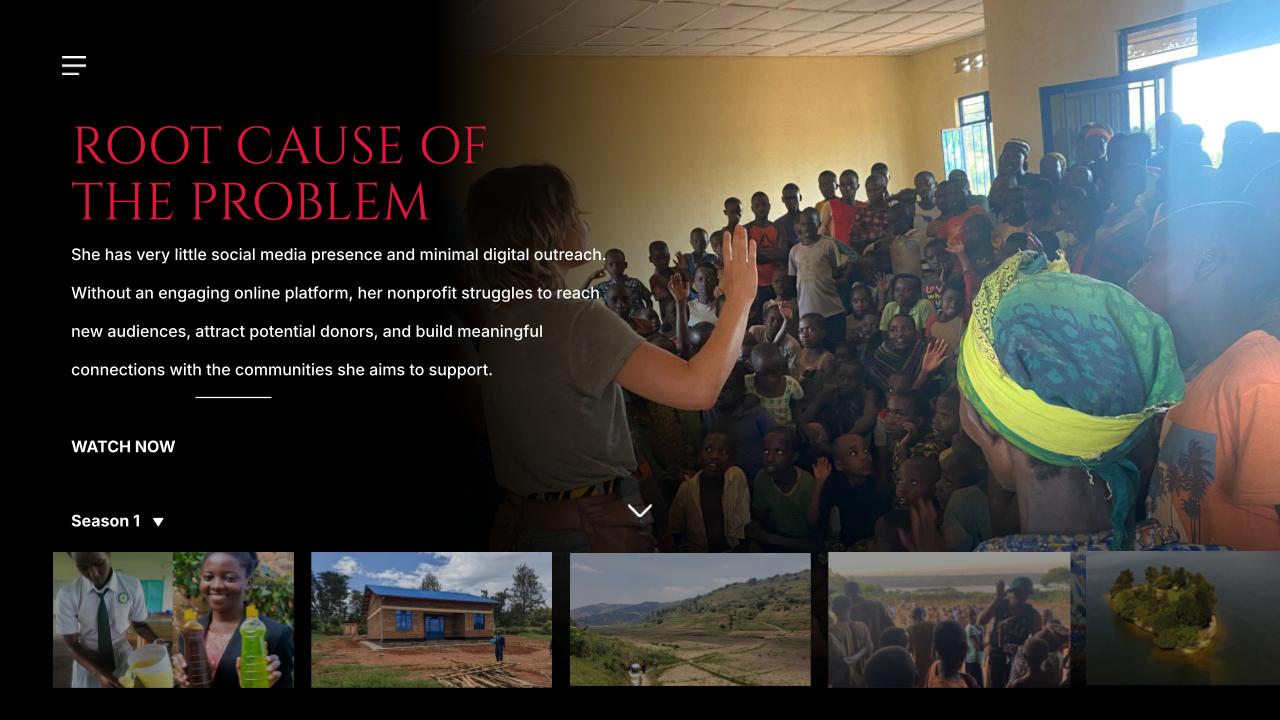 ROOT CAUSE OF
THE PROBLEM
She has very little social media presence and minimal digital outreach.
Without an engaging online platform, her nonprofit struggles to reach
new audiences, attract potential donors, and build meaningful
connections with the communities she aims to support.
WATCH NOW
Season 1